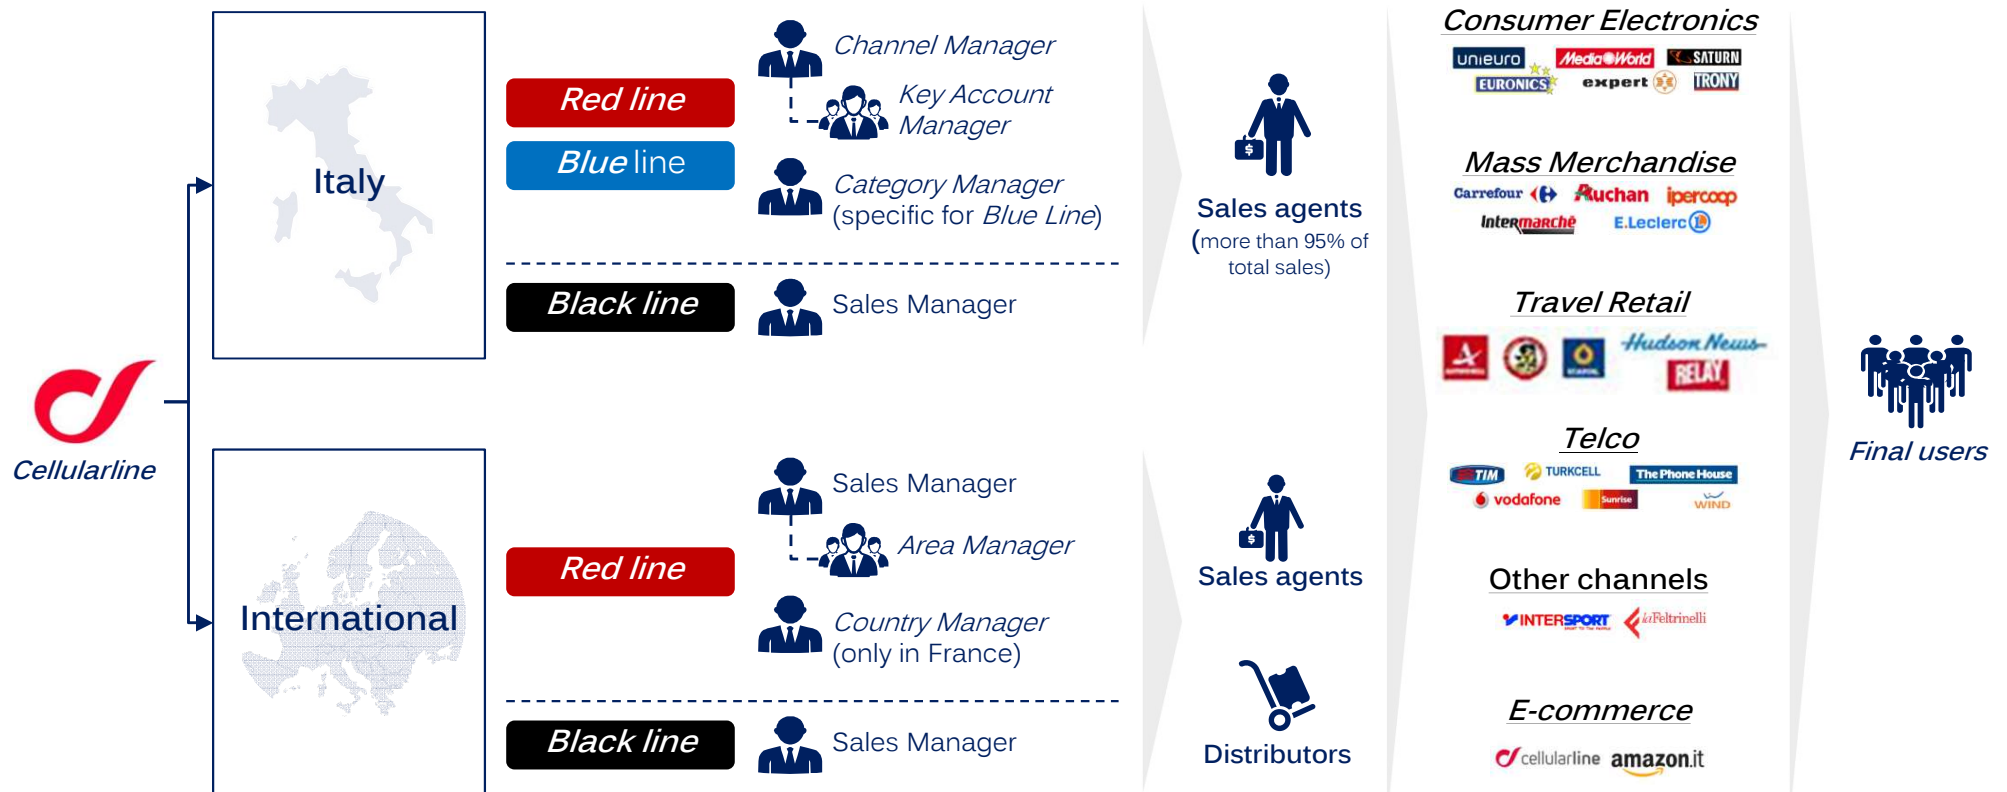 Cellularline
Italy
International
Red line
Blue line
Black line
Channel Manager
Key Account
Manager
Category Manager
(specific for Blue Line)
Sales Manager
Red line
Black line
Sales Manager
Area Manager
Country Manager
(only in France)
Sales Manager
$
Sales agents
(more than 95% of
total sales)
$
Sales agents
Distributors
Consumer Electronics
unieuro
MediaWorld
SATURN
EURONICS
expert
TRONY
Mass Merchandise
Carrefour
Auchan
ipercoop
Intermarché
E.Leclerc
Travel Retail
Hudson News
RELAY
Telco
TIM
TURKCELL
The Phone House
vodafone
Sunrise
WIND
Other channels
INTERSPORT
laFeltrinelli
E-commerce
cellularline
amazon.it
Final users